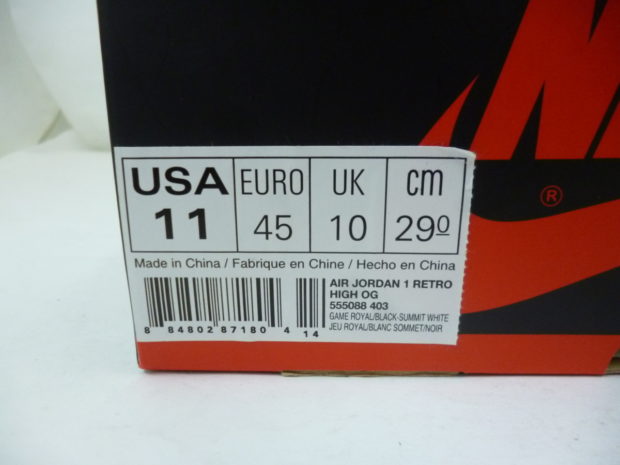 NIKE
®
USA EURO UK cm
11 45 10 29⁰
Made in China / Fabrique en Chine / Hecho en China
AIR JORDAN 1 RETRO
HIGH OG
555088 403
GAME ROYAL/BLACK-SUMMIT WHITE
JEU ROYAL/BLANC SOMMET/NOIR
8 84802 87180 4 14